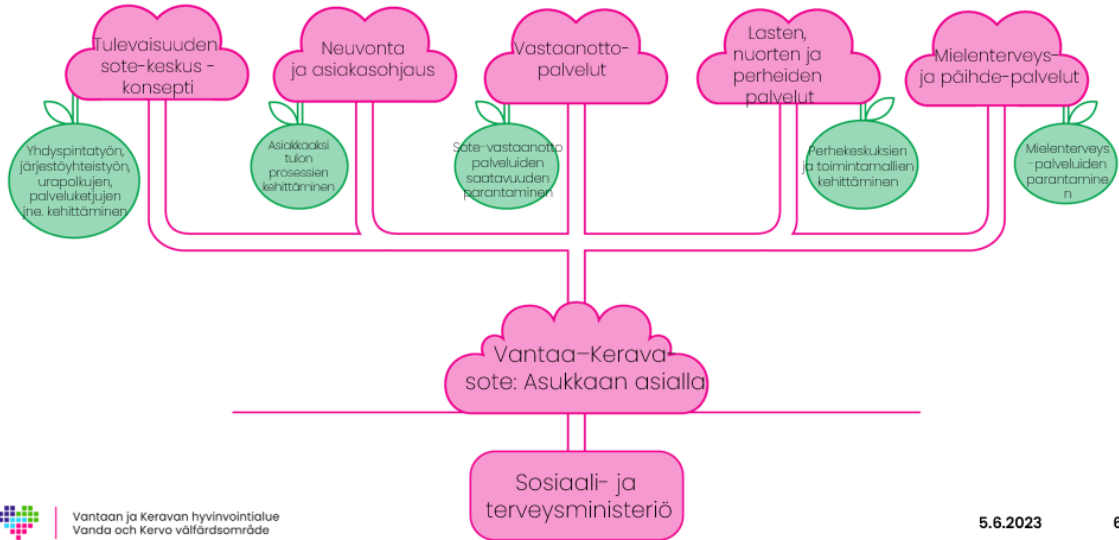 Tulevaisuuden
sote-keskus -
konsepti
Neuvonta
ja asiakasohjaus
Vastaanotto-
palvelut
Lasten,
nuorten ja
perheiden
palvelut
Mielenterveys-
ja päihde-palvelut
Yhdyspintatyön,
järjestöyhteistyön,
urapolkujen,
palveluketjujen
jne. kehittäminen
Asiakkaaksi
tulon
prosessien
kehittäminen
Sote-vastaanotto
palveluiden
saatavuuden
parantaminen
Perhekeskuksien
ja toimintamallien
kehittäminen
Mielenterveys
-palveluiden
parantamine
n
Vantaa–Kerava-
sote: Asukkaan asialla
Sosiaali- ja
terveysministeriö
Vantaan ja Keravan hyvinvointialue
Vanda och Kervo välfärdsområde
5.6.2023
6